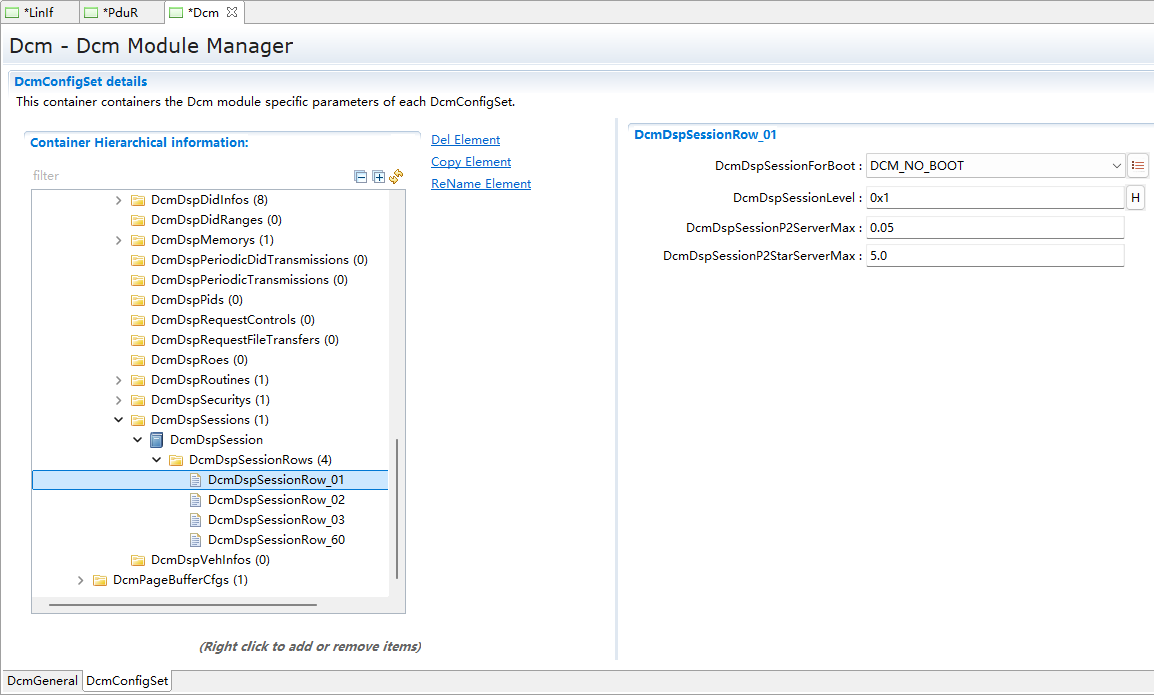 *LinIf *PduR *Dcm
Dcm - Dcm Module Manager
DcmConfigSet details
This container containers the Dcm module specific parameters of each DcmConfigSet.
Container Hierarchical information:
filter
DcmDspDidInfos (8)
DcmDspDidRanges (0)
DcmDspMemorys (1)
DcmDspPeriodicDidTransmissions (0)
DcmDspPeriodicTransmissions (0)
DcmDspPids (0)
DcmDspRequestControls (0)
DcmDspRequestFileTransfers (0)
DcmDspRoes (0)
DcmDspRoutines (1)
DcmDspSecuritys (1)
DcmDspSessions (1)
DcmDspSession
DcmDspSessionRows (4)
DcmDspSessionRow_01
DcmDspSessionRow_02
DcmDspSessionRow_03
DcmDspSessionRow_60
DcmDspVehInfos (0)
DcmPageBufferCfgs (1)
(Right click to add or remove items)
Del Element
Copy Element
ReName Element
DcmDspSessionRow_01
DcmDspSessionForBoot : DCM_NO_BOOT
DcmDspSessionLevel : 0x1 H
DcmDspSessionP2ServerMax : 0.05
DcmDspSessionP2StarServerMax : 5.0
DcmGeneral DcmConfigSet